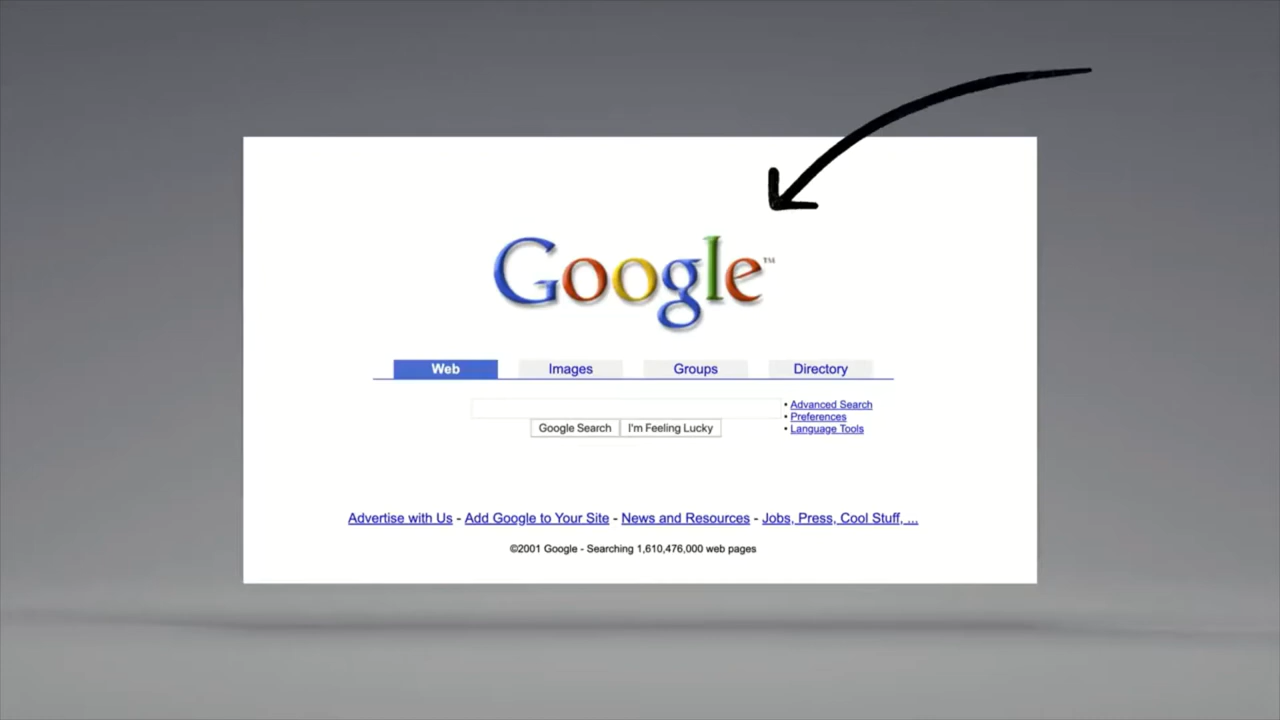 Google™
Web Images Groups Directory
• Advanced Search
• Preferences
• Language Tools
Google Search I'm Feeling Lucky
Advertise with Us - Add Google to Your Site - News and Resources - Jobs, Press, Cool Stuff, ...
©2001 Google - Searching 1,610,476,000 web pages